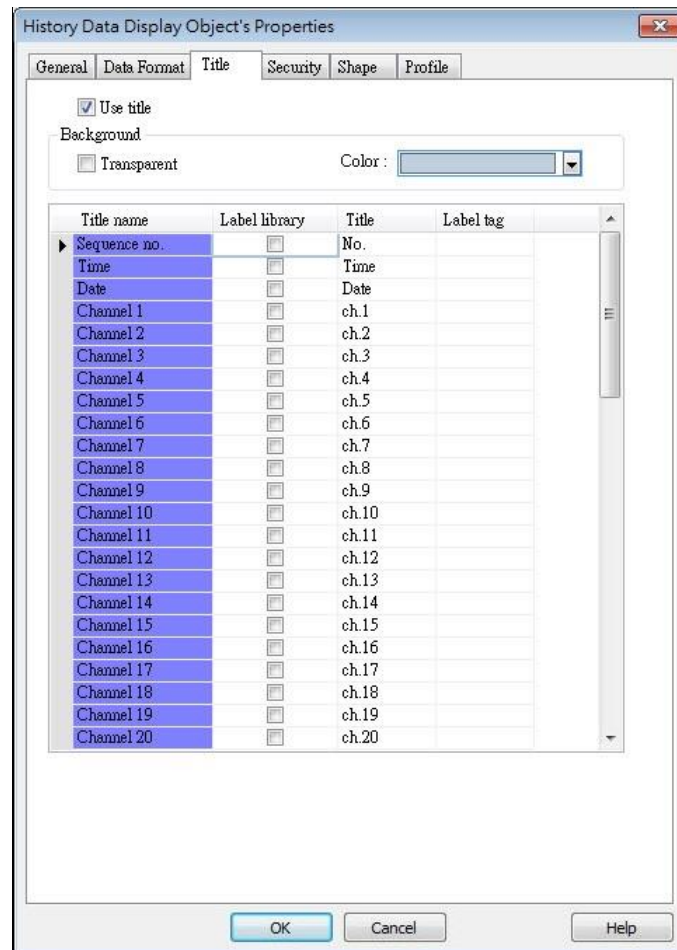 History Data Display Object's Properties
General Data Format Title Security Shape Profile
Use title
Background
Transparent Color :
Title name Label library Title Label tag
Sequence no. No.
Time Time
Date Date
Channel 1 ch.1
Channel 2 ch.2
Channel 3 ch.3
Channel 4 ch.4
Channel 5 ch.5
Channel 6 ch.6
Channel 7 ch.7
Channel 8 ch.8
Channel 9 ch.9
Channel 10 ch.10
Channel 11 ch.11
Channel 12 ch.12
Channel 13 ch.13
Channel 14 ch.14
Channel 15 ch.15
Channel 16 ch.16
Channel 17 ch.17
Channel 18 ch.18
Channel 19 ch.19
Channel 20 ch.20
OK Cancel Help